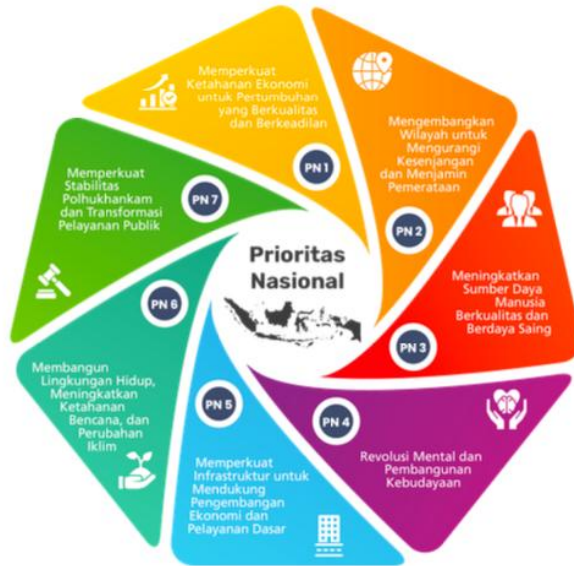 Prioritas
Nasional
Memperkuat
Ketahanan Ekonomi
untuk Pertumbuhan
yang Berkualitas
dan Berkeadilan
PN 1
Mengembangkan
Wilayah untuk
Mengurangi
Kesenjangan
dan Menjamin
Pemerataan
PN 2
Meningkatkan
Sumber Daya
Manusia
Berkualitas dan
Berdaya Saing
PN 3
PN 4
Revolusi Mental dan
Pembangunan
Kebudayaan
PN 5
Memperkuat
Infrastruktur untuk
Mendukung
Pengembangan
Ekonomi dan
Pelayanan Dasar
PN 6
Membangun
Lingkungan Hidup,
Meningkatkan
Ketahanan
Bencana, dan
Perubahan
Iklim
PN 7
Memperkuat
Stabilitas
Polhukhankam
dan Transformasi
Pelayanan Publik